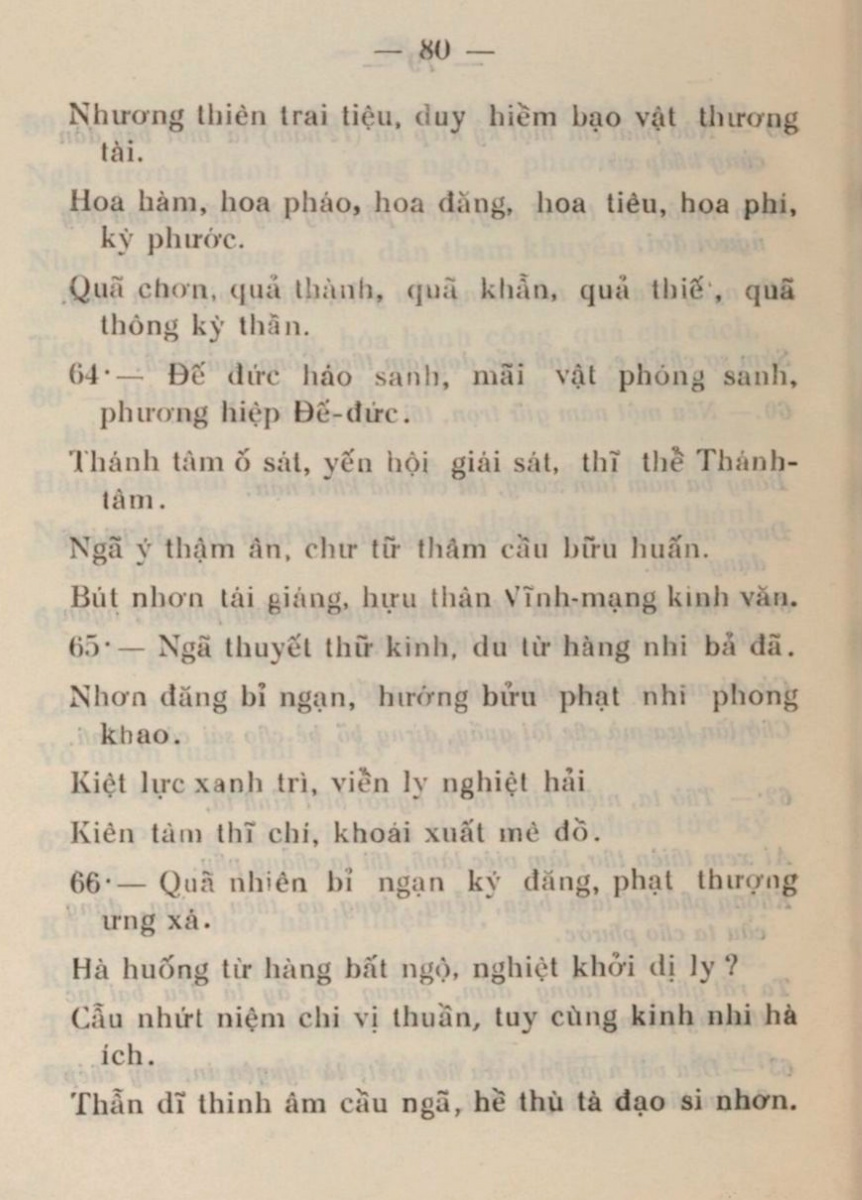 — 80 —
Nhương thiên trai tiệu, duy hiềm bạo vật thương
tài.
Hoa hàm, hoa pháo, hoa đăng, hoa tiêu, hoa phi,
kỳ phước.
Quã chơn, quả thành, quã khẩn, quả thiế, quã
thông kỳ thần.
64·— Đế đức háo sanh, mãi vật phóng sanh,
phương hiệp Đế-đức.
Thánh tâm ố sát, yến hội giái sát, thĩ thể Thánh-
tâm.
Ngã ý thậm ân, chư tữ thâm cầu bữu huấn.
Bút nhơn tái giáng, hựu thân Vĩnh-mạng kinh văn.
65·— Ngã thuyết thữ kinh, du từ hàng nhi bả đã.
Nhơn đăng bỉ ngạn, hướng bửu phạt nhi phong
khao.
Kiệt lực xanh trì, viễn ly nghiệt hải
Kiên tâm thĩ chí, khoái xuất mê đồ.
66·— Quã nhiên bỉ ngạn ký đăng, phạt thượng
ưng xả.
Hà huống từ hàng bất ngộ, nghiệt khởi dị ly ?
Cẫu nhứt niệm chi vị thuần, tuy cùng kinh nhi hà
ích.
Thẫn dĩ thinh âm cầu ngã, hề thù tà đạo si nhơn.